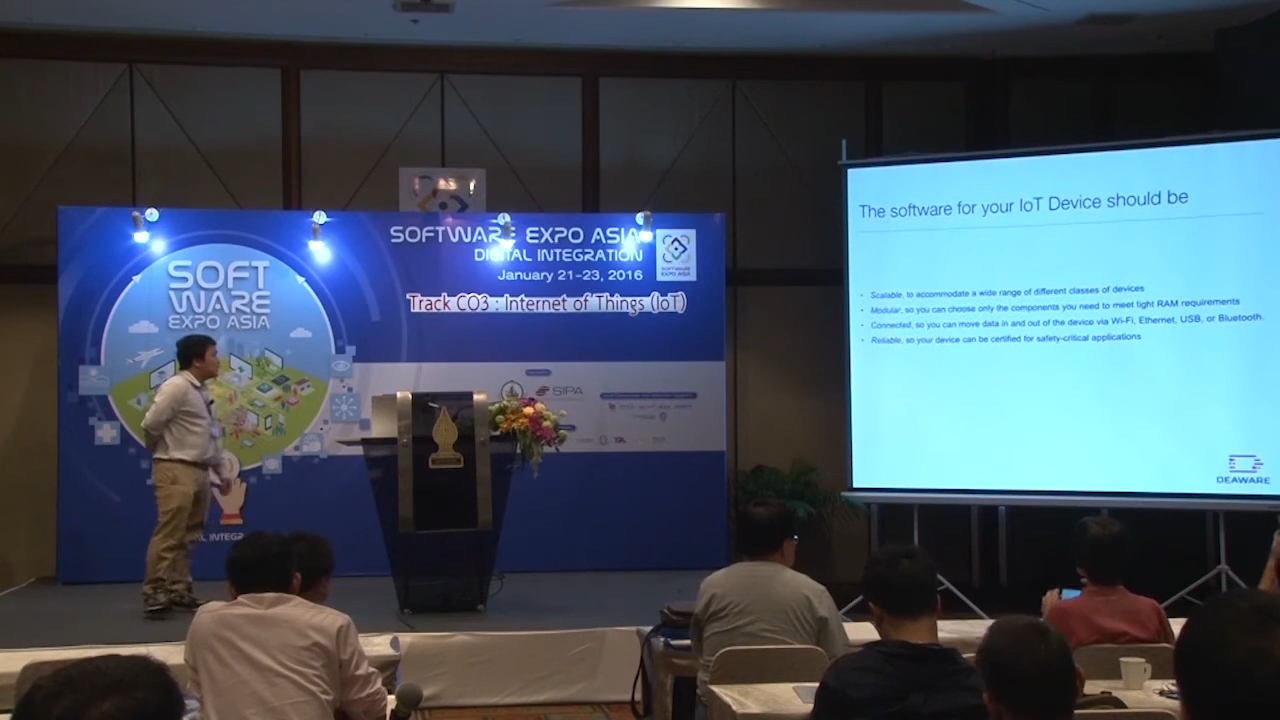 SOFTWARE EXPO ASIA
DIGITAL INTEGRATION
January 21-23, 2016
Track CO3 : Internet of Things (IoT)
SOFTWARE
EXPO ASIA
SOFT
WARE
EXPO ASIA
SIPA
The software for your IoT Device should be
• Scalable, to accommodate a wide range of different classes of devices
• Modular, so you can choose only the components you need to meet tight RAM requirements
• Connected, so you can move data in and out of the device via Wi-Fi, Ethernet, USB, or Bluetooth.
• Reliable, so your device can be certified for safety-critical applications
DEAWARE